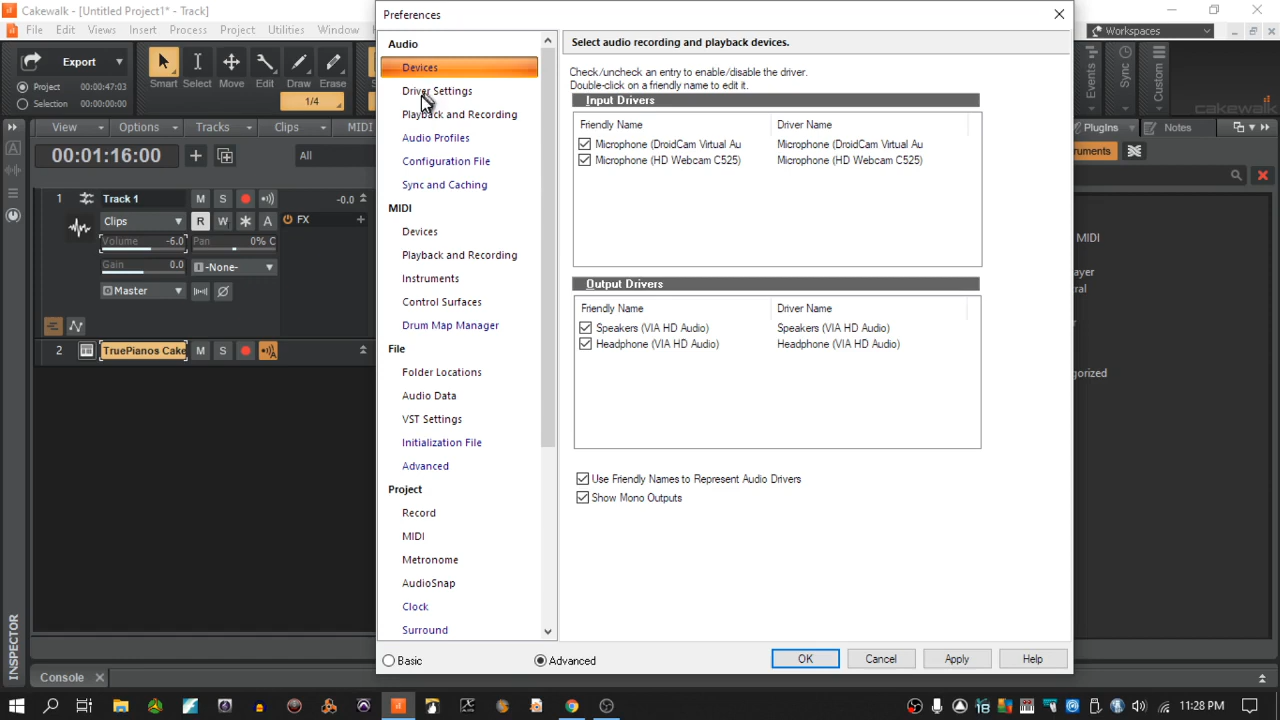 Cakewalk - [Untitled Project1* - Track]
File Edit Views Insert Process Project Utilities Window
Workspaces
Export
Project 00:00:47:03
Selection 00:00:00:00
Smart Select Move Edit Draw Erase
1/4
Events Sync Custom
cakewalk
View Options Tracks Clips MIDI
PlugIns Notes
00:01:16:00
All
1 Track 1 M S -0.0
Clips R W A FX
Volume -6.0 Pan 0% C
Gain 0.0 -None-
Master
2 TruePianos Cake M S
INSPECTOR
Console
MIDI
Preferences
Audio
Devices
Driver Settings
Playback and Recording
Audio Profiles
Configuration File
Sync and Caching
MIDI
Devices
Playback and Recording
Instruments
Control Surfaces
Drum Map Manager
File
Folder Locations
Audio Data
VST Settings
Initialization File
Advanced
Project
Record
MIDI
Metronome
AudioSnap
Clock
Surround
Basic Advanced
Select audio recording and playback devices.
Check/uncheck an entry to enable/disable the driver.
Double-click on a friendly name to edit it.
Input Drivers
Friendly Name Driver Name
Microphone (DroidCam Virtual Au Microphone (DroidCam Virtual Au
Microphone (HD Webcam C525) Microphone (HD Webcam C525)
Output Drivers
Friendly Name Driver Name
Speakers (VIA HD Audio) Speakers (VIA HD Audio)
Headphone (VIA HD Audio) Headphone (VIA HD Audio)
Use Friendly Names to Represent Audio Drivers
Show Mono Outputs
OK Cancel Apply Help
11:28 PM